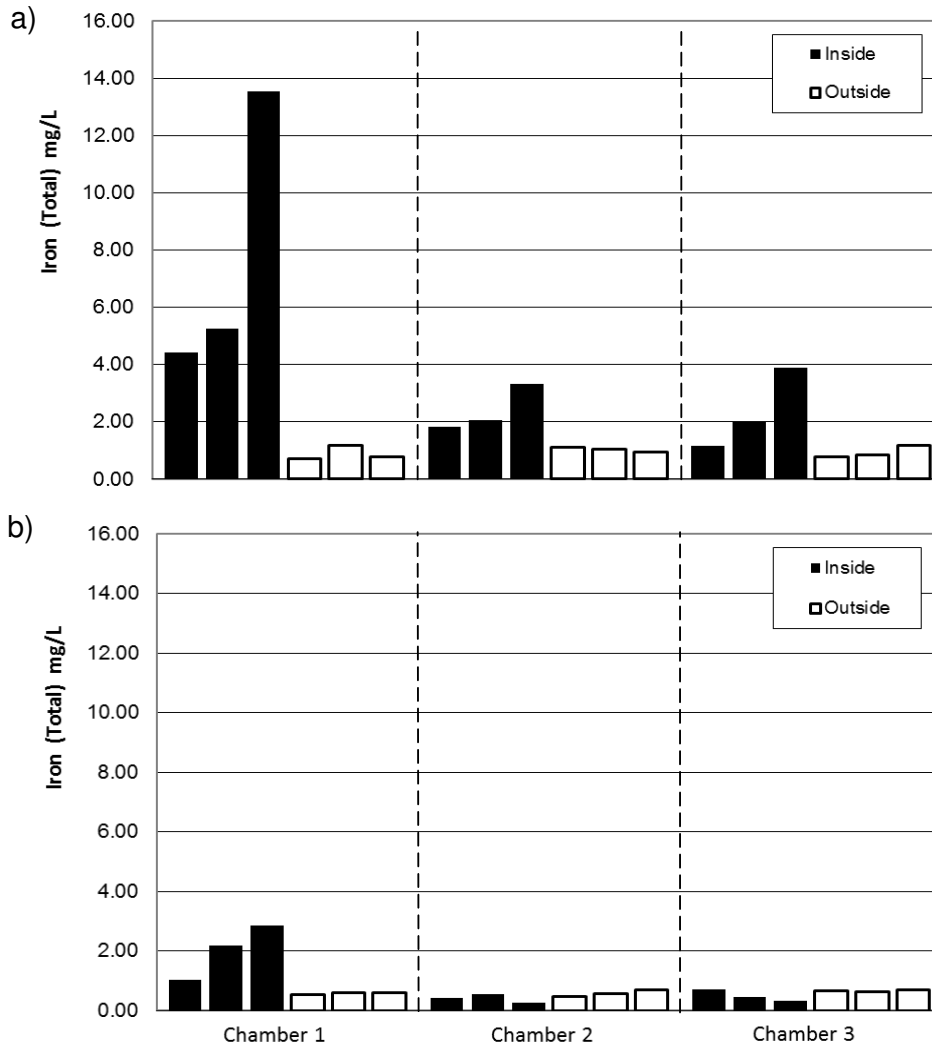 a)
Iron (Total) mg/L
16.00
14.00
12.00
10.00
8.00
6.00
4.00
2.00
0.00
Inside
Outside
b)
Iron (Total) mg/L
16.00
14.00
12.00
10.00
8.00
6.00
4.00
2.00
0.00
Inside
Outside
Chamber 1 Chamber 2 Chamber 3